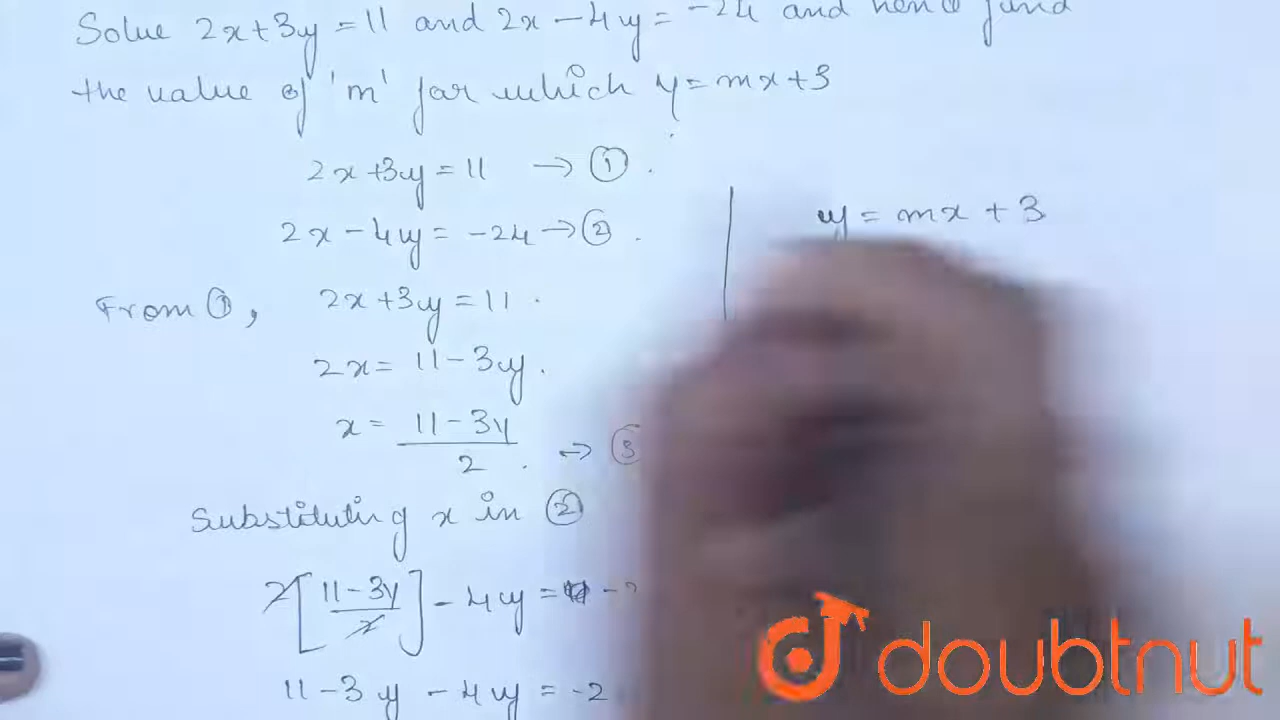 Solve 2x+3y=11 and 2x-4y=-24 and hence find
the value of 'm' for which y=mx+3
2x+3y=11 → ①.
2x-4y=-24→②.
From ①, 2x+3y=11.
2x=11-3y.
x=11-3y/2. → ③
Substituting x in ②
2[11-3y/2]-4y= -2
11-3y-4y=-2
y=mx+3
doubtnut